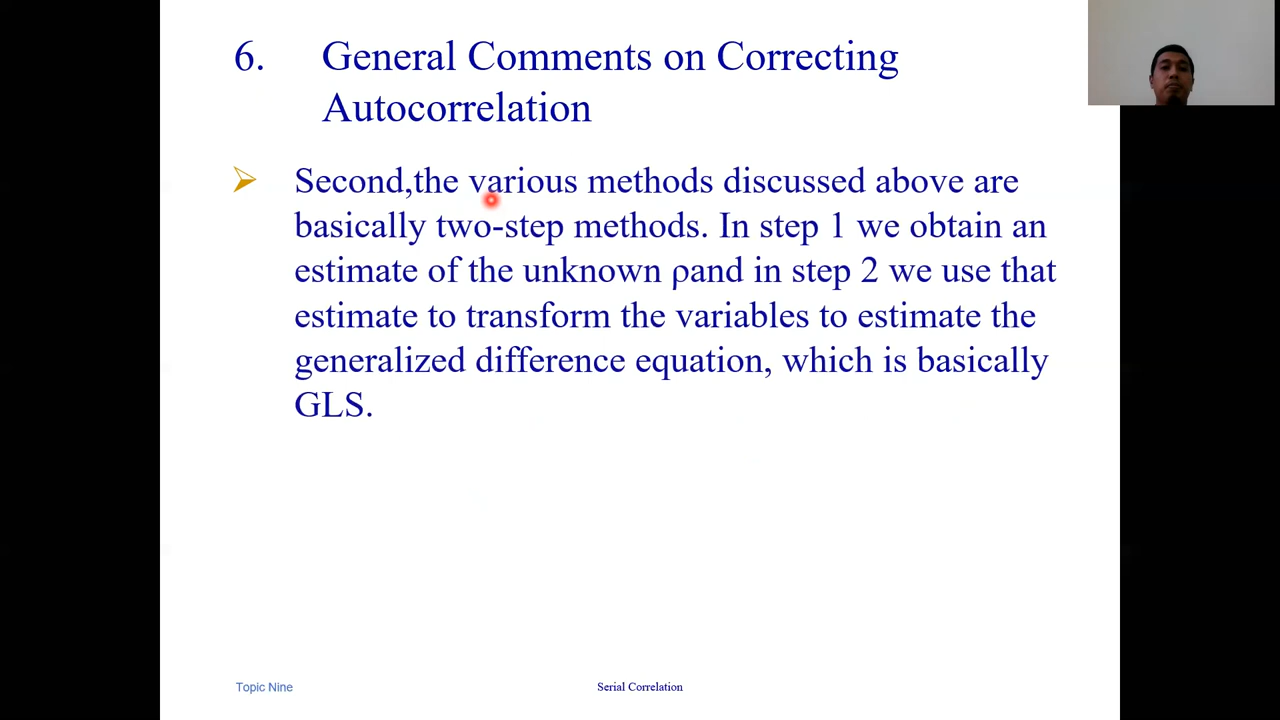 6. General Comments on Correcting
Autocorrelation
Second,the various methods discussed above are
basically two-step methods. In step 1 we obtain an
estimate of the unknown ρand in step 2 we use that
estimate to transform the variables to estimate the
generalized difference equation, which is basically
GLS.
Topic Nine
Serial Correlation